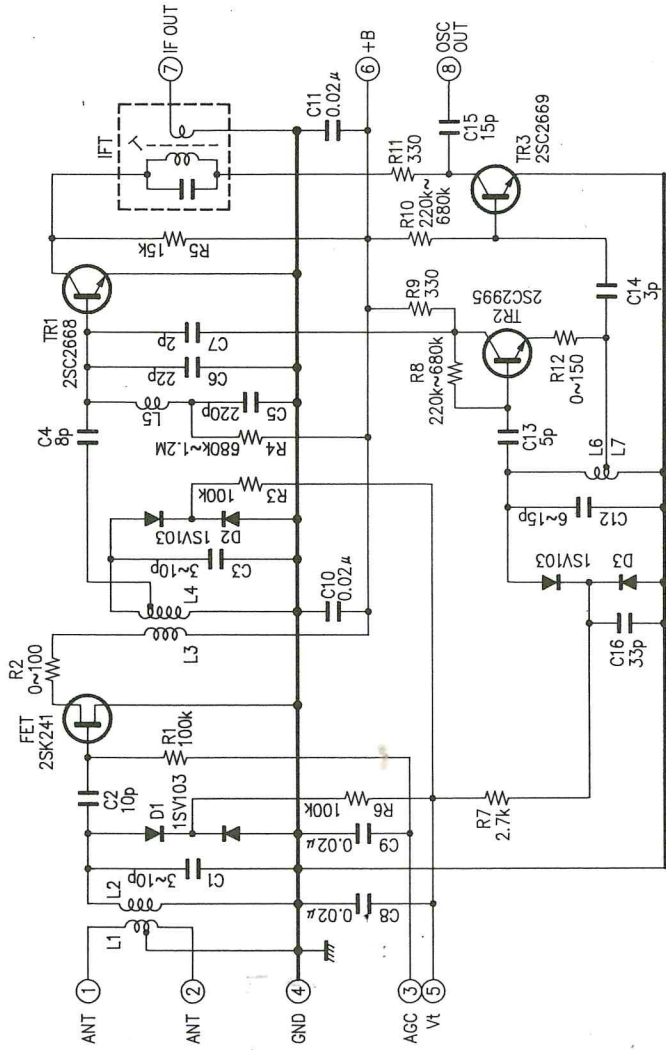 ANT 1
ANT 2
GND 4
AGC 3
Vt 5
7 IF OUT
6 +B
8 OSC OUT
L1
L2
C1
3~10p
D1
1SV103
C2
10p
R1
100k
FET
2SK241
R2
0~100
R6
100k
C8
0.02μ
C9
0.02μ
R7
2.7k
L3
L4
C3
3~10p
D2 1SV103
R3
100k
C10
0.02μ
C4
8p
L5
R4
680k~1.2M
C5
220p
C6
22p
C7
2p
TR1
2SC2668
R5
15k
IFT
T
C11
0.02μ
C16
33p
1SV103
D3
C12
6~15p
L6
L7
C13
5p
R8
220k~680k
R9
330
TR2
2SC2995
R12
0~150
C14
3p
R10
220k~
680k
R11
330
C15
15p
TR3
2SC2669